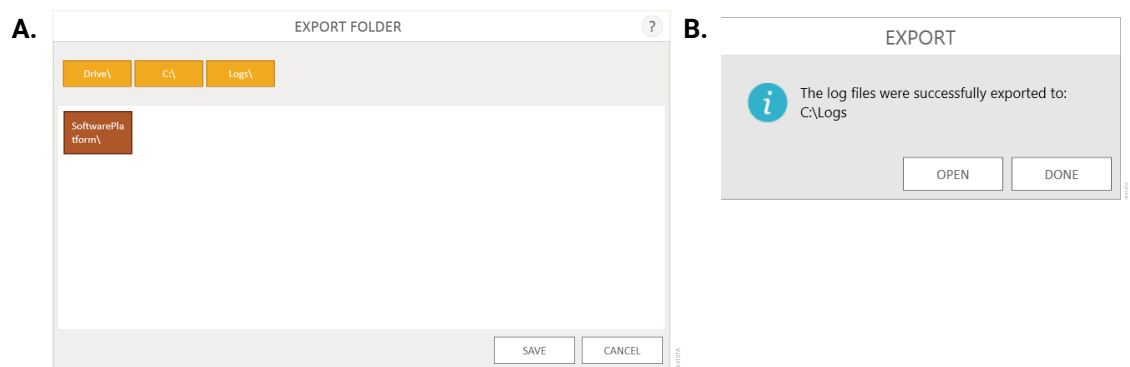 A.
EXPORT FOLDER
?
Drive\
C:\
Logs\
SoftwarePla
tform\
SAVE
CANCEL
B.
EXPORT
i
The log files were successfully exported to:
C:\Logs
OPEN
DONE